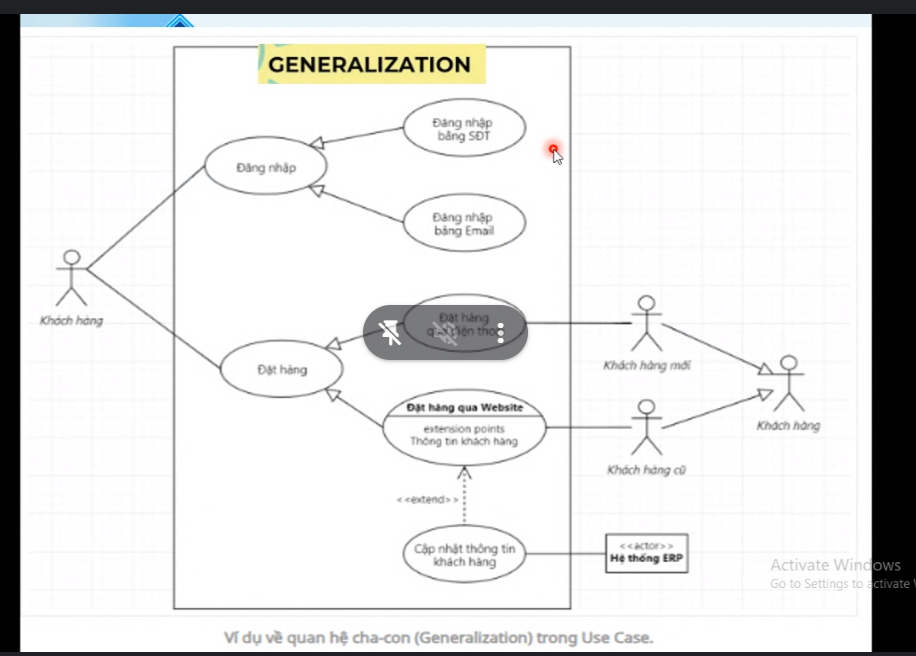 GENERALIZATION
Đăng nhập
bằng SĐT
Đăng nhập
Đăng nhập
bằng Email
Khách hàng
Đặt hàng
qua điện thoại
Khách hàng mới
Đặt hàng
Khách hàng
Đặt hàng qua Website
extension points
Thông tin khách hàng
Khách hàng cũ
<<extend>>
Cập nhật thông tin
khách hàng
<<actor>>
Hệ thống ERP
Activate Windows
Go to Settings to activate
Ví dụ về quan hệ cha-con (Generalization) trong Use Case.